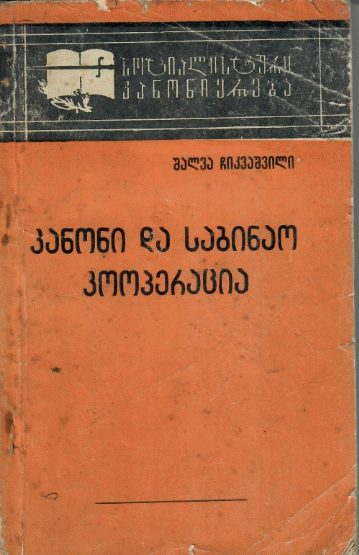 სოციალისტური
კანონიერება
შალვა ჩიკვაშვილი
კანონი და საბინაო
კოოპერაცია